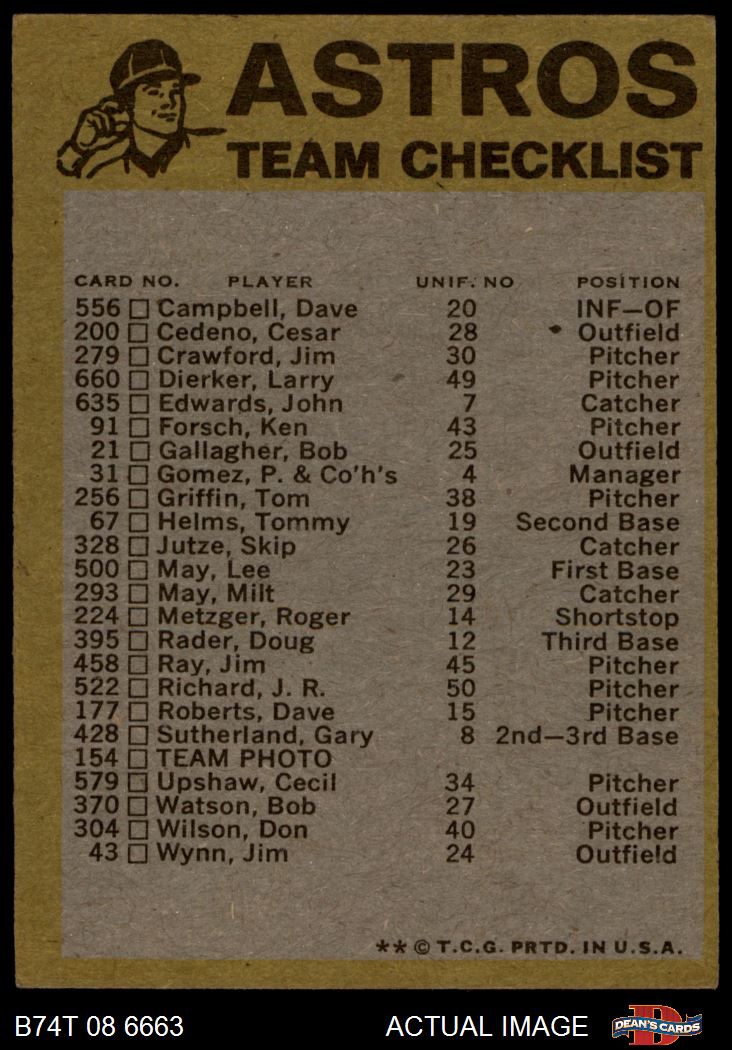 ASTROS
TEAM CHECKLIST
CARD NO. PLAYER UNIF. NO POSITION
556 □ Campbell, Dave 20 INF—OF
200 □ Cedeno, Cesar 28 Outfield
279 □ Crawford, Jim 30 Pitcher
660 □ Dierker, Larry 49 Pitcher
635 □ Edwards, John 7 Catcher
91 □ Forsch, Ken 43 Pitcher
21 □ Gallagher, Bob 25 Outfield
31 □ Gomez, P. & Co'h's 4 Manager
256 □ Griffin, Tom 38 Pitcher
67 □ Helms, Tommy 19 Second Base
328 □ Jutze, Skip 26 Catcher
500 □ May, Lee 23 First Base
293 □ May, Milt 29 Catcher
224 □ Metzger, Roger 14 Shortstop
395 □ Rader, Doug 12 Third Base
458 □ Ray, Jim 45 Pitcher
522 □ Richard, J. R. 50 Pitcher
177 □ Roberts, Dave 15 Pitcher
428 □ Sutherland, Gary 8 2nd—3rd Base
154 □ TEAM PHOTO
579 □ Upshaw, Cecil 34 Pitcher
370 □ Watson, Bob 27 Outfield
304 □ Wilson, Don 40 Pitcher
43 □ Wynn, Jim 24 Outfield
** © T.C.G. PRTD. IN U.S.A.
B74T 08 6663 ACTUAL IMAGE
D
DEAN'S CARDS